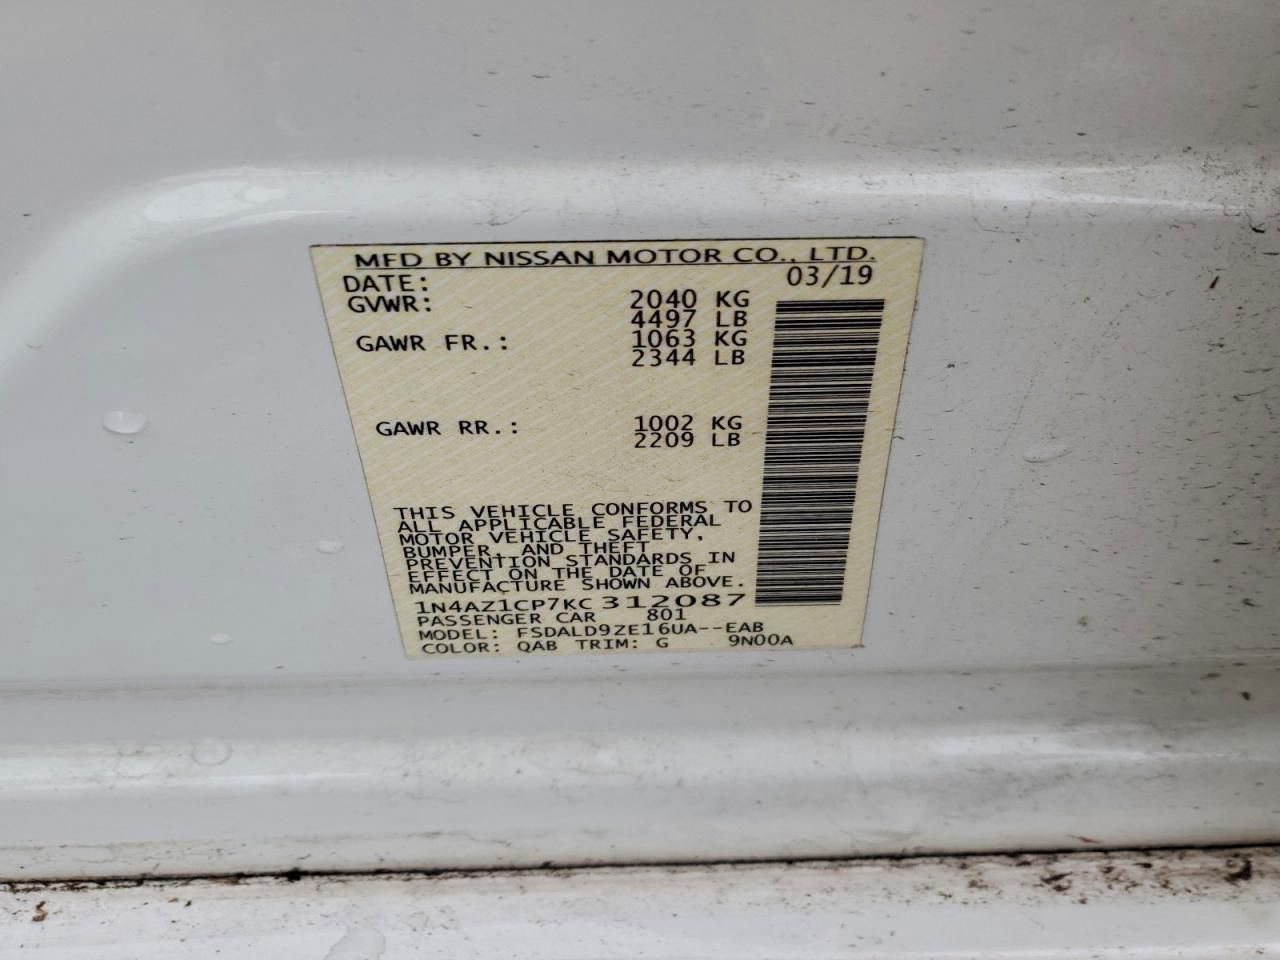 MFD BY NISSAN MOTOR CO., LTD.
DATE: 03/19
GVWR: 2040 KG
4497 LB
GAWR FR.: 1063 KG
2344 LB
GAWR RR.: 1002 KG
2209 LB
THIS VEHICLE CONFORMS TO
ALL APPLICABLE FEDERAL
MOTOR VEHICLE SAFETY,
BUMPER, AND THEFT
PREVENTION STANDARDS IN
EFFECT ON THE DATE OF
MANUFACTURE SHOWN ABOVE.
1N4AZ1CP7KC312087
PASSENGER CAR 801
MODEL: FSDALD9ZE16UA--EAB
COLOR: QAB TRIM: G 9N00A